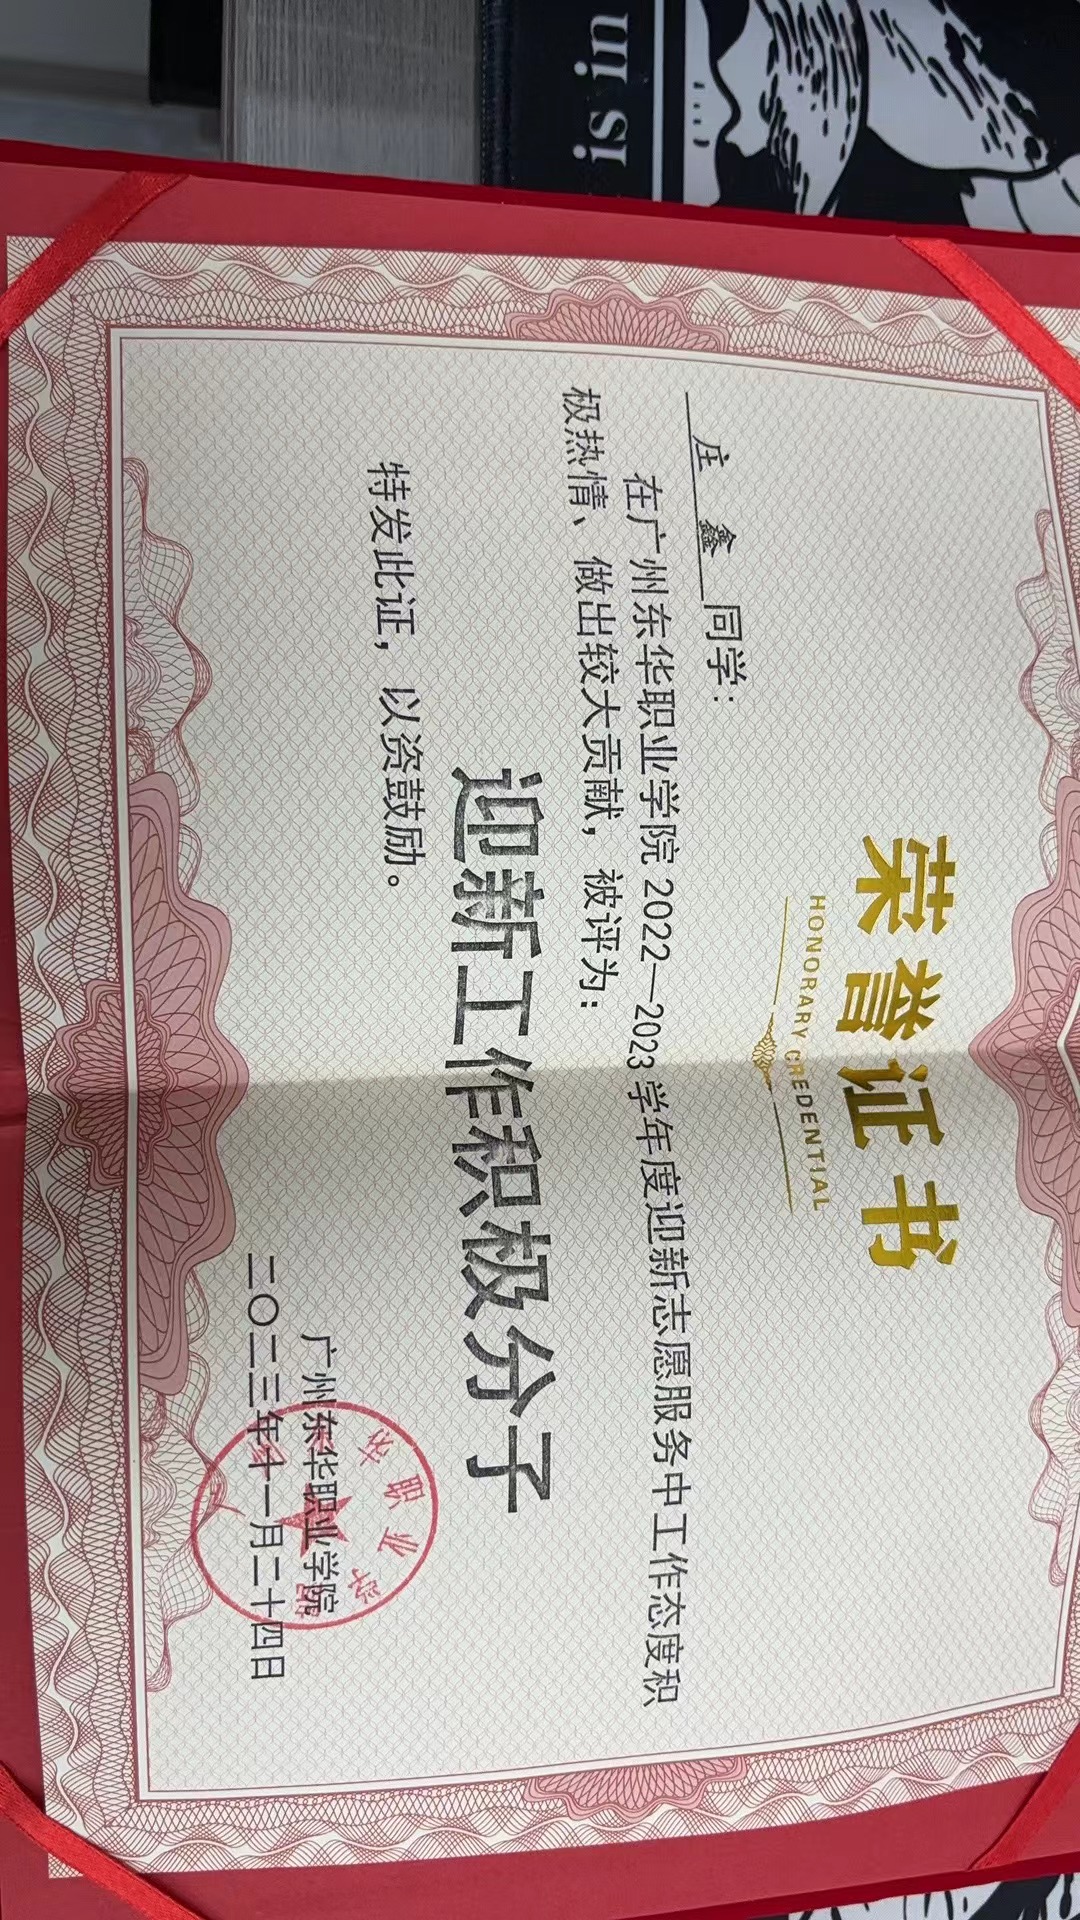 is in
荣誉证书
HONORARY CREDENTIAL
庄 鑫 同学：
在广州东华职业学院 2022—2023 学年度迎新志愿服务中工作态度积
极热情、做出较大贡献，被评为：
迎新工作积极分子
特发此证，以资鼓励。
广州东华职业学院
二〇二三年十一月二十四日